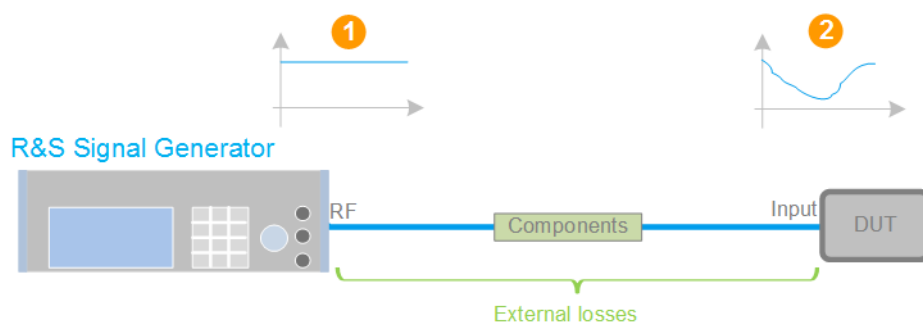 1
2
R&S Signal Generator
RF
Components
Input
DUT
External losses